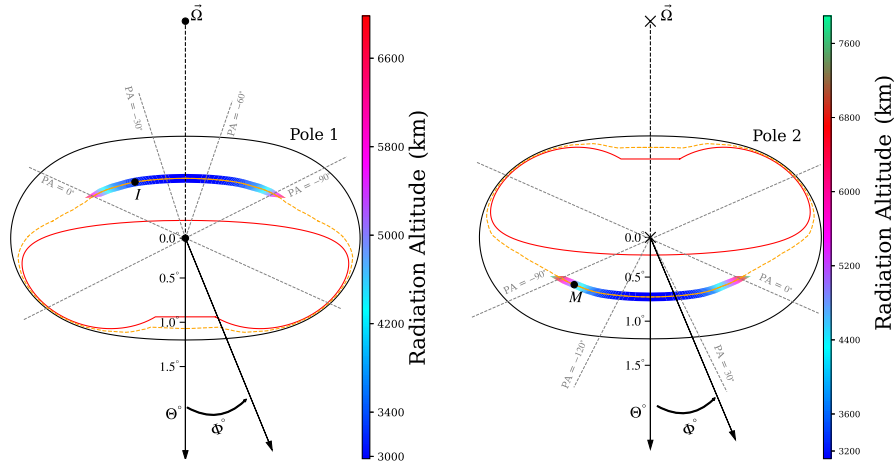 Ω⃗
Pole 1
PA = −30°
PA = −60°
PA = 0°
PA = −90°
I
0.0°
1.0°
1.5°
Θ°
Φ°
6600
5800
5000
4200
3400
3000
Radiation Altitude (km)
Ω⃗
Pole 2
0.0°
0.5°
1.0°
1.5°
PA = −90°
PA = 0°
M
PA = −120°
PA = 30°
Θ°
Φ°
7600
6800
6000
5200
4400
3600
3200
Radiation Altitude (km)
0.5°